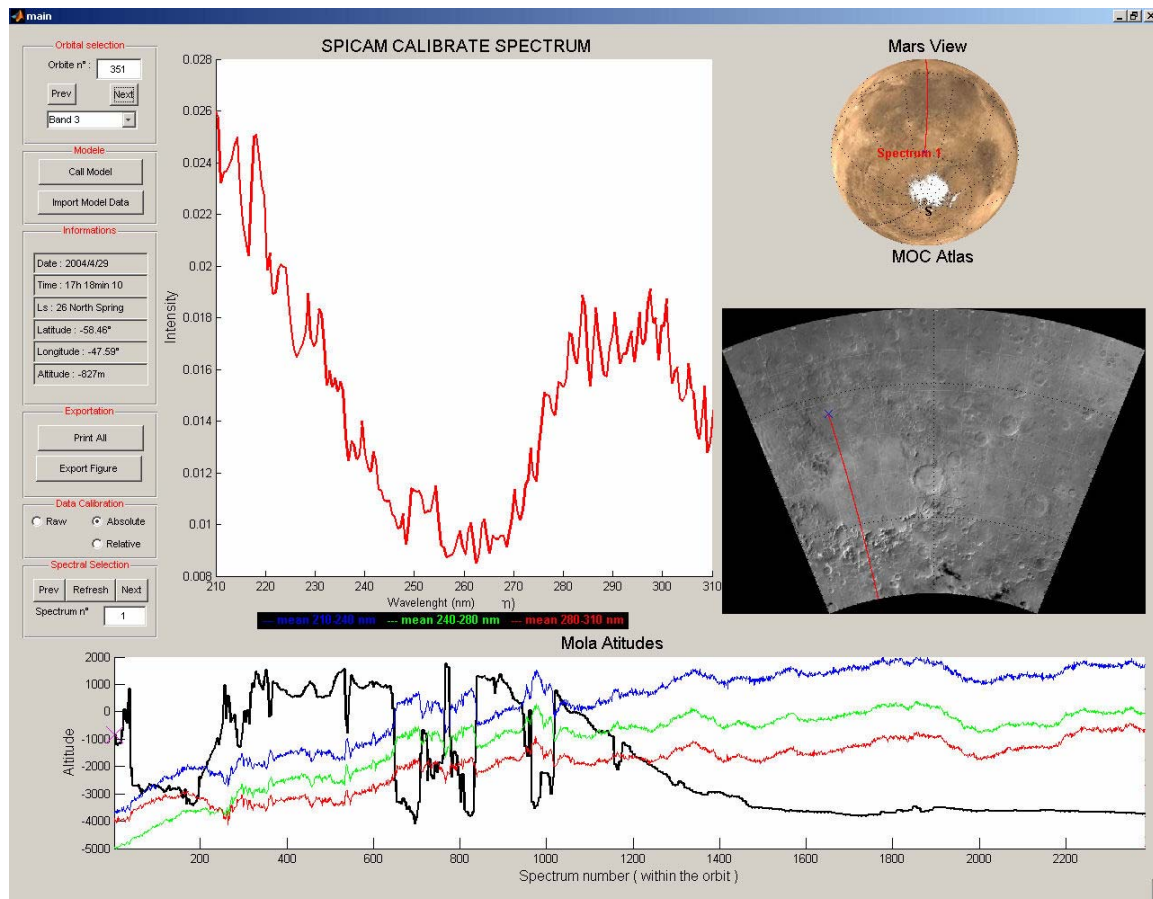 main
Orbital selection
Orbite n° : 351
Prev Next
Band 3
Modele
Call Model
Import Model Data
Informations
Date : 2004/4/29
Time : 17h 18min 10
Ls : 26 North Spring
Latitude : -58.46°
Longitude : -47.59°
Altitude : -827m
Exportation
Print All
Export Figure
Data Calibration
Raw Absolute
Relative
Spectral Selection
Prev Refresh Next
Spectrum n° 1
SPICAM CALIBRATE SPECTRUM
Intensity
0.028
0.026
0.024
0.022
0.02
0.018
0.016
0.014
0.012
0.01
0.008
210 220 230 240 250 260 270 280 290 300 310
Wavelenght (nm) n)
--- mean 210-240 nm --- mean 240-280 nm --- mean 280-310 nm
Mars View
Spectrum 1
S
MOC Atlas
Mola Atitudes
Altitude
2000
1000
0
-1000
-2000
-3000
-4000
-5000
200 400 600 800 1000 1200 1400 1600 1800 2000 2200
Spectrum number ( within the orbit )